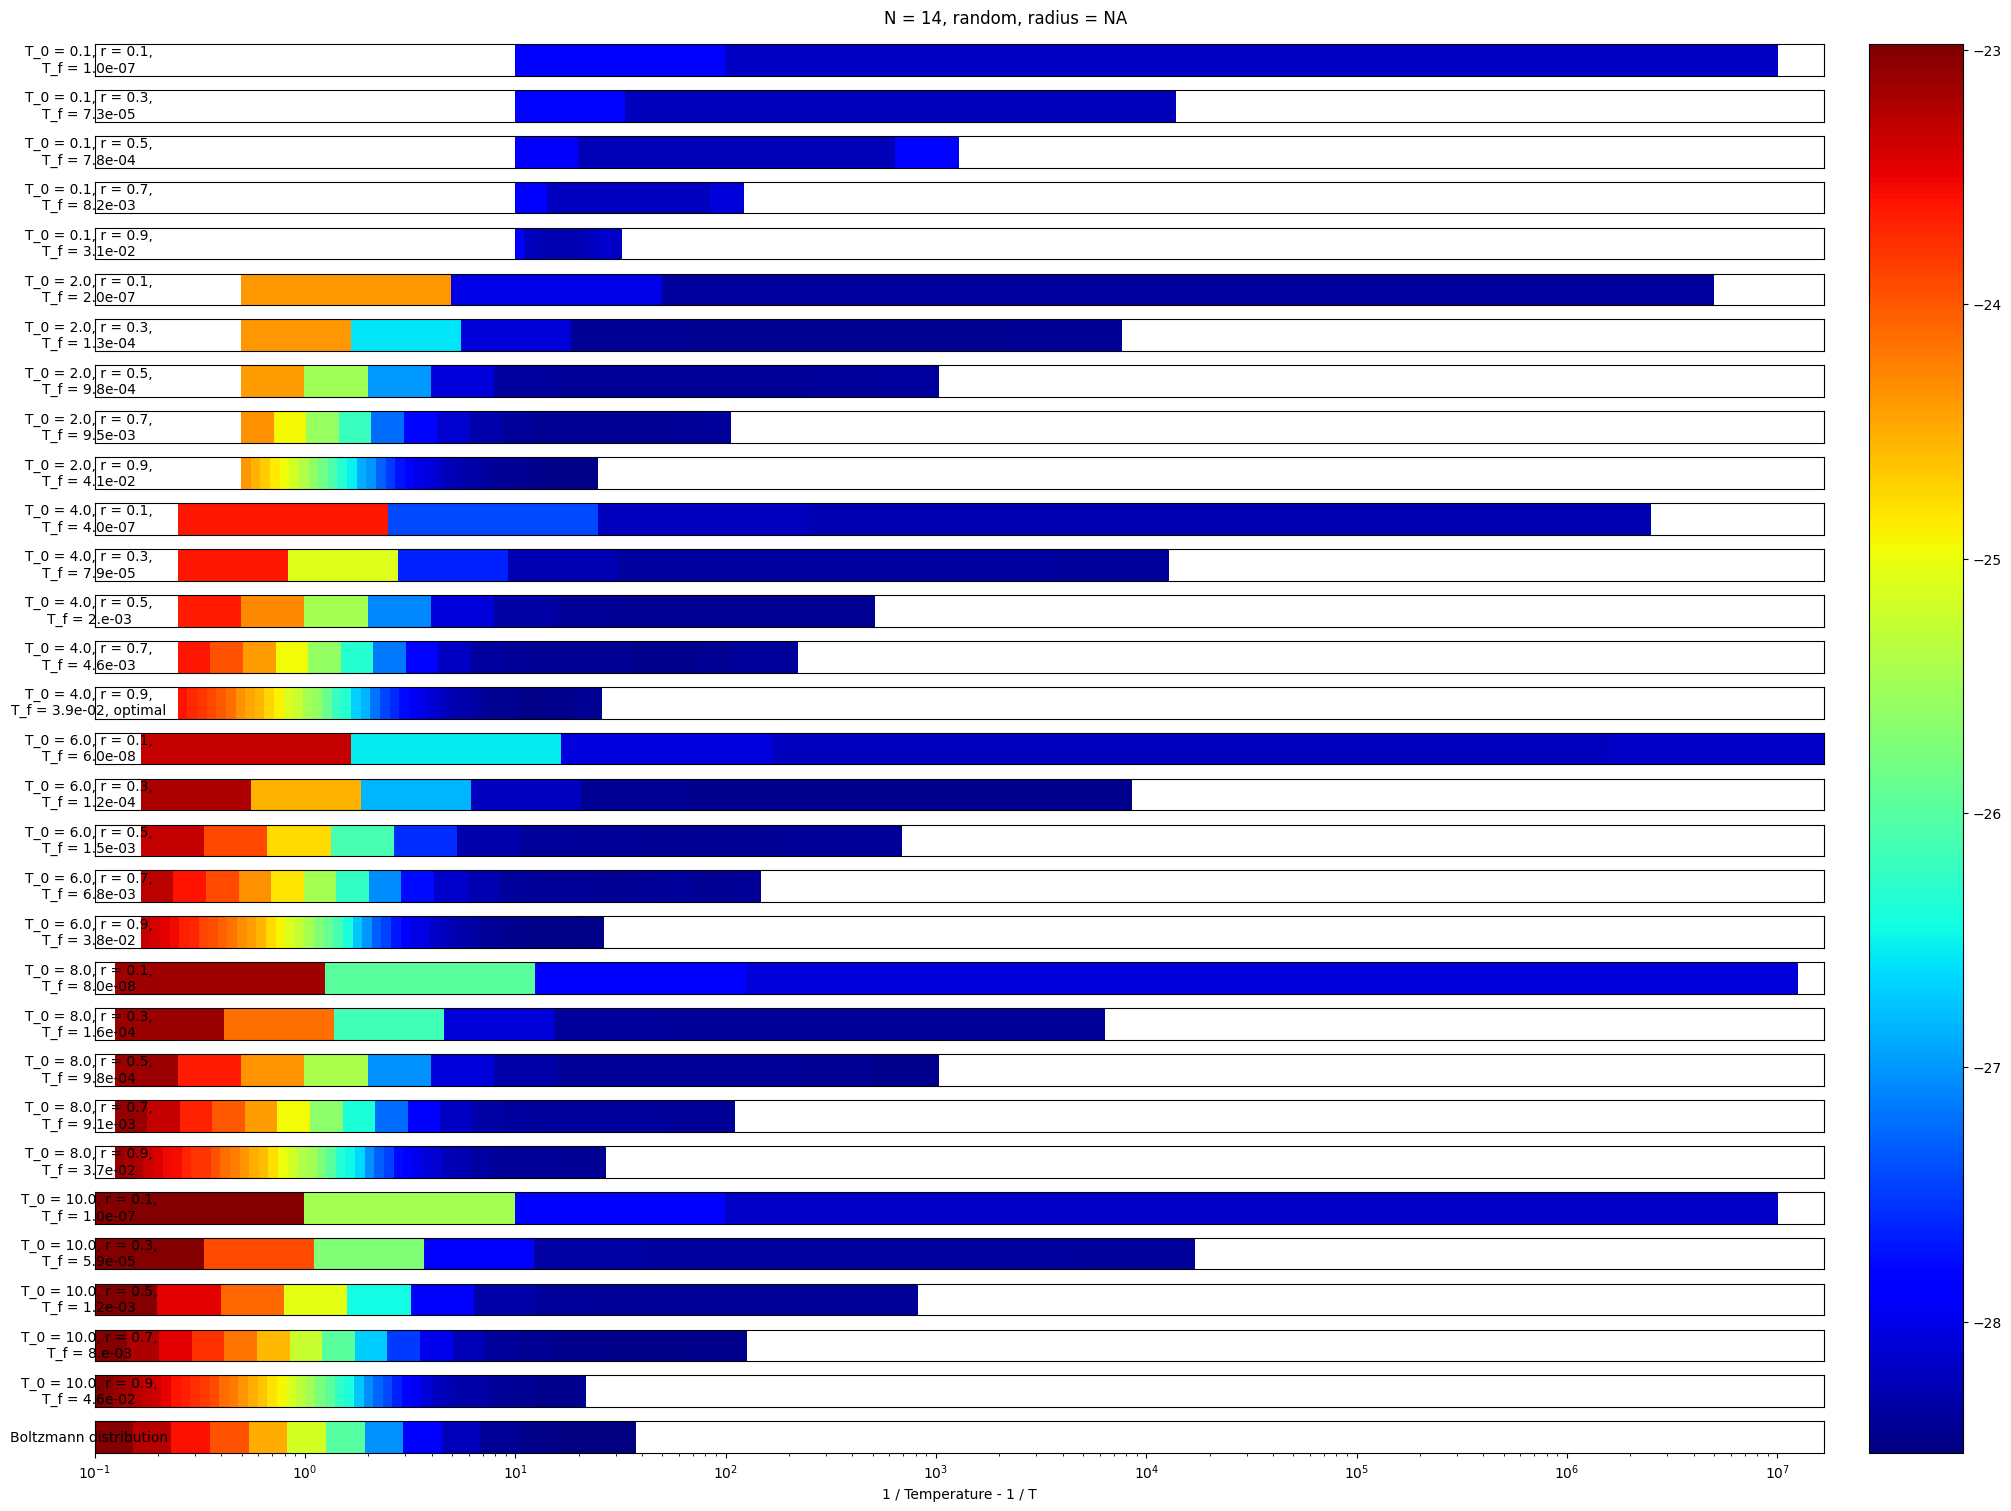 N = 14, random, radius = NA
T_0 = 0.1, r = 0.1,
T_f = 1.0e-07
T_0 = 0.1, r = 0.3,
T_f = 7.3e-05
T_0 = 0.1, r = 0.5,
T_f = 7.8e-04
T_0 = 0.1, r = 0.7,
T_f = 8.2e-03
T_0 = 0.1, r = 0.9,
T_f = 3.1e-02
T_0 = 2.0, r = 0.1,
T_f = 2.0e-07
T_0 = 2.0, r = 0.3,
T_f = 1.3e-04
T_0 = 2.0, r = 0.5,
T_f = 9.8e-04
T_0 = 2.0, r = 0.7,
T_f = 9.5e-03
T_0 = 2.0, r = 0.9,
T_f = 4.1e-02
T_0 = 4.0, r = 0.1,
T_f = 4.0e-07
T_0 = 4.0, r = 0.3,
T_f = 7.9e-05
T_0 = 4.0, r = 0.5,
T_f = 2.e-03
T_0 = 4.0, r = 0.7,
T_f = 4.6e-03
T_0 = 4.0, r = 0.9,
T_f = 3.9e-02, optimal
T_0 = 6.0, r = 0.1,
T_f = 6.0e-08
T_0 = 6.0, r = 0.3,
T_f = 1.2e-04
T_0 = 6.0, r = 0.5,
T_f = 1.5e-03
T_0 = 6.0, r = 0.7,
T_f = 6.8e-03
T_0 = 6.0, r = 0.9,
T_f = 3.8e-02
T_0 = 8.0, r = 0.1,
T_f = 8.0e-08
T_0 = 8.0, r = 0.3,
T_f = 1.6e-04
T_0 = 8.0, r = 0.5,
T_f = 9.8e-04
T_0 = 8.0, r = 0.7,
T_f = 9.1e-03
T_0 = 8.0, r = 0.9,
T_f = 3.7e-02
T_0 = 10.0, r = 0.1,
T_f = 1.0e-07
T_0 = 10.0, r = 0.3,
T_f = 5.9e-05
T_0 = 10.0, r = 0.5,
T_f = 1.2e-03
T_0 = 10.0, r = 0.7,
T_f = 8.e-03
T_0 = 10.0, r = 0.9,
T_f = 4.6e-02
Boltzmann distribution
10⁻¹ 10⁰ 10¹ 10² 10³ 10⁴ 10⁵ 10⁶ 10⁷
1 / Temperature - 1 / T
−23
−24
−25
−26
−27
−28